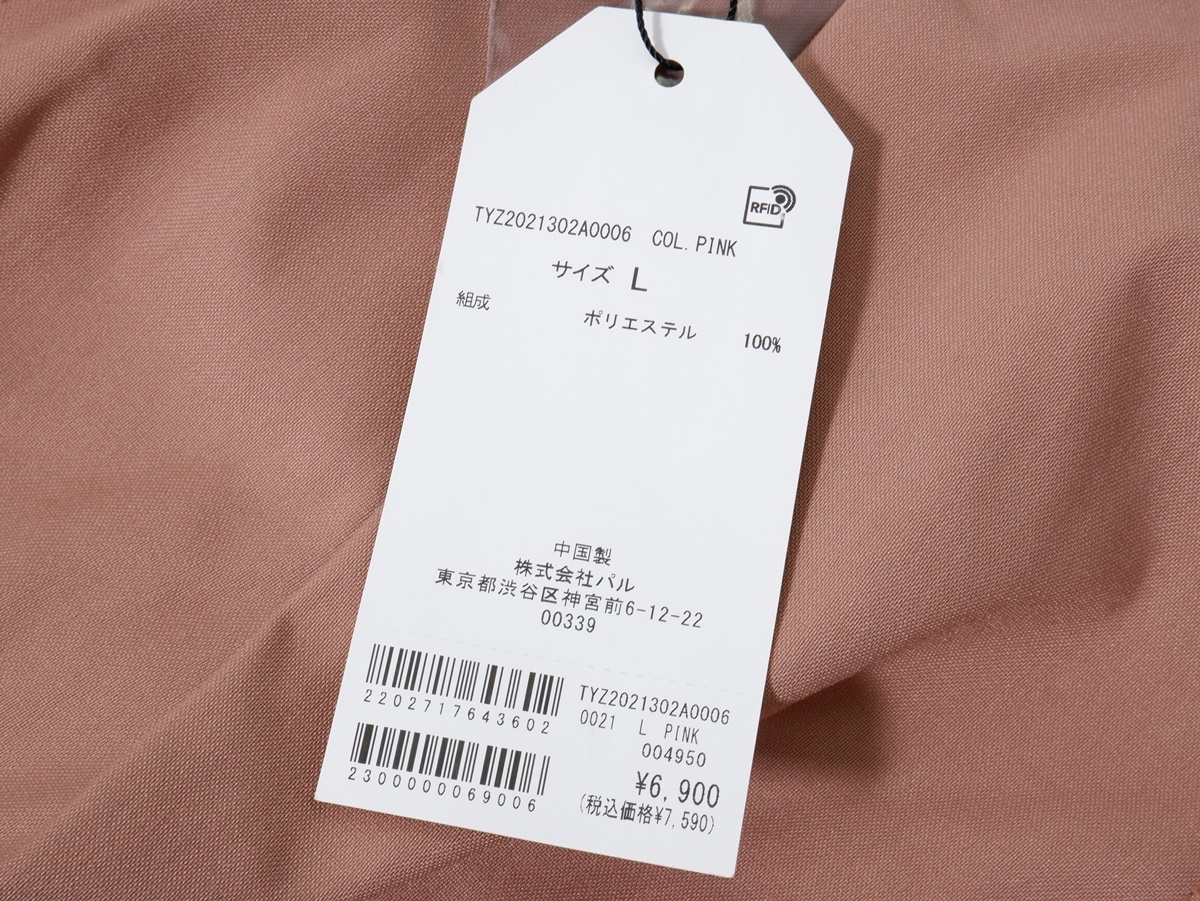 RFID
TYZ2021302A0006 COL.PINK
サイズ L
組成 ポリエステル 100%
中国製
株式会社パル
東京都渋谷区神宮前6-12-22
00339
2202717643602
TYZ2021302A0006
0021 L PINK
004950
2300000069006
¥6,900
(税込価格¥7,590)